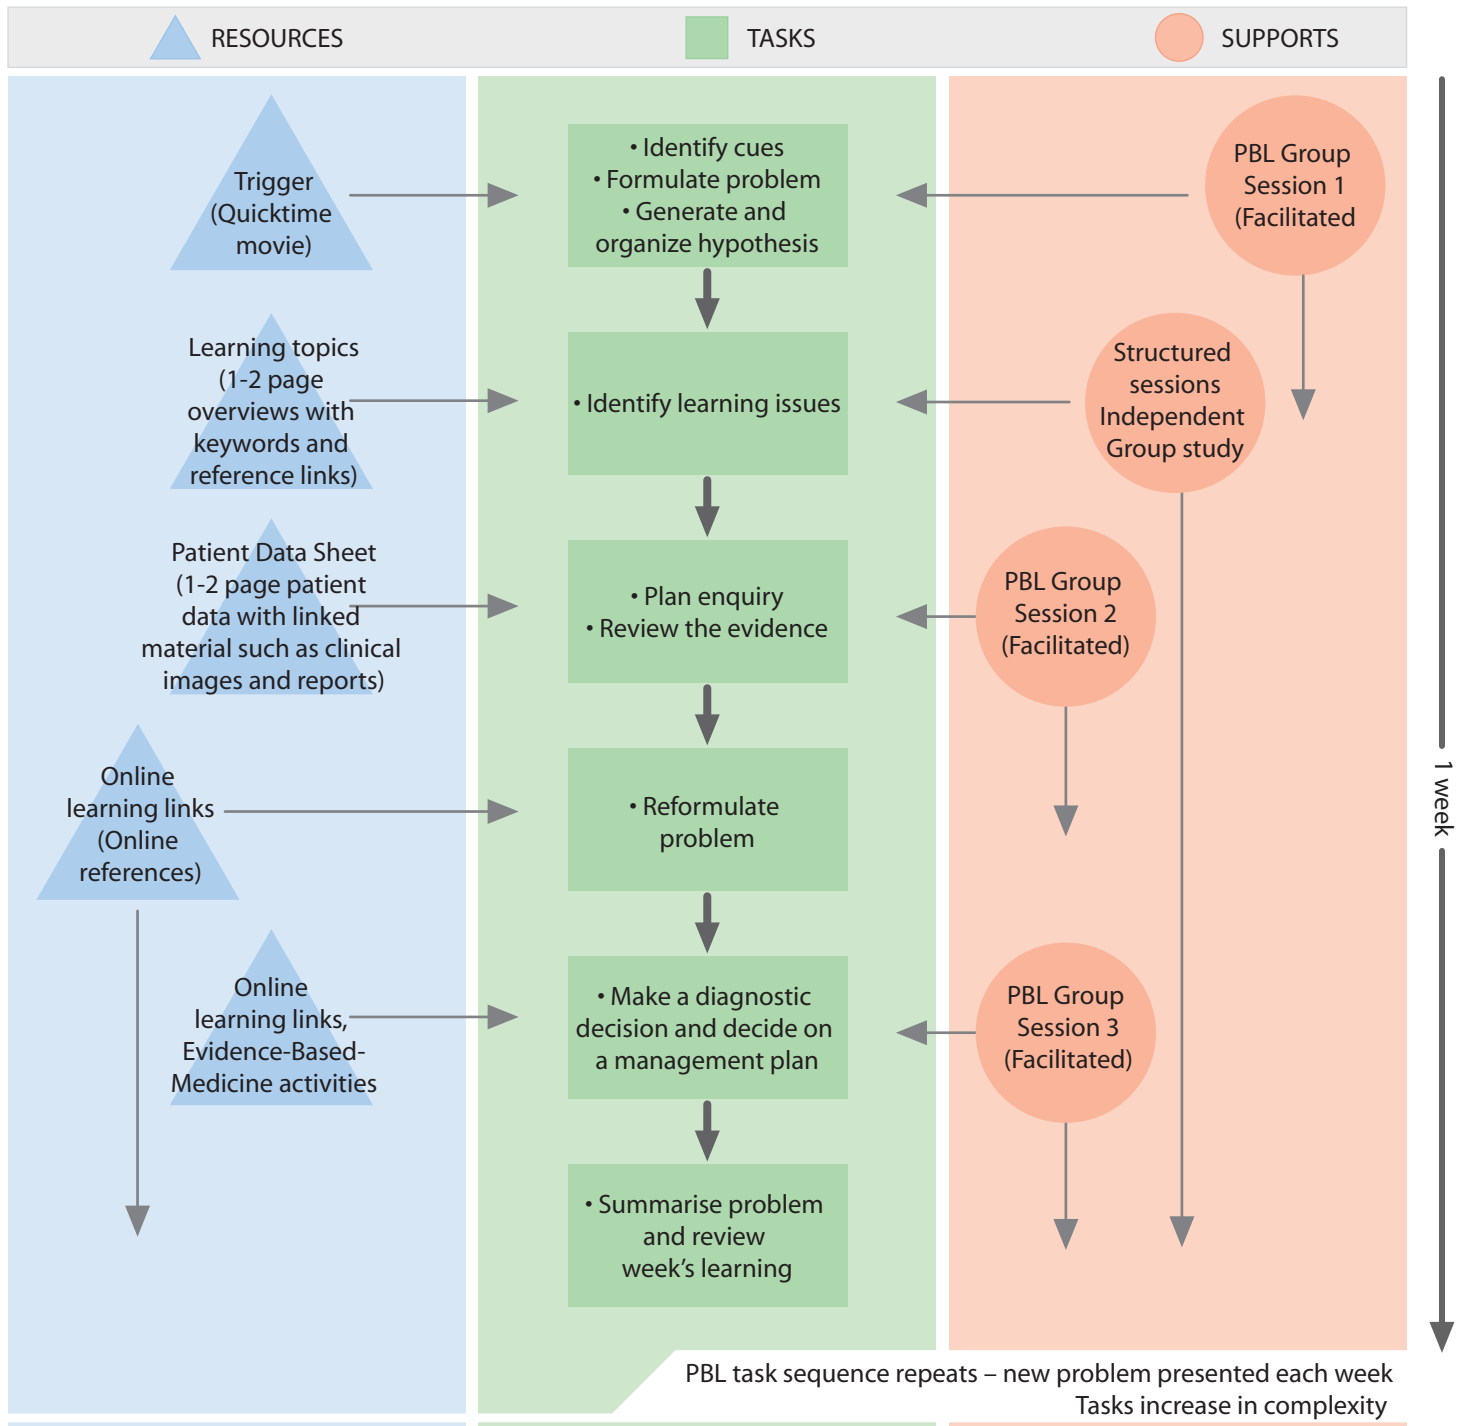 RESOURCES
TASKS
SUPPORTS
Trigger
(Quicktime
movie)
• Identify cues
• Formulate problem
• Generate and
organize hypothesis
PBL Group
Session 1
(Facilitated
Learning topics
(1-2 page
overviews with
keywords and
reference links)
• Identify learning issues
Structured
sessions
Independent
Group study
Patient Data Sheet
(1-2 page patient
data with linked
material such as clinical
images and reports)
• Plan enquiry
• Review the evidence
PBL Group
Session 2
(Facilitated)
Online
learning links
(Online
references)
• Reformulate
problem
1 week
Online
learning links,
Evidence-Based-
Medicine activities
• Make a diagnostic
decision and decide on
a management plan
PBL Group
Session 3
(Facilitated)
• Summarise problem
and review
week's learning
PBL task sequence repeats – new problem presented each week
Tasks increase in complexity